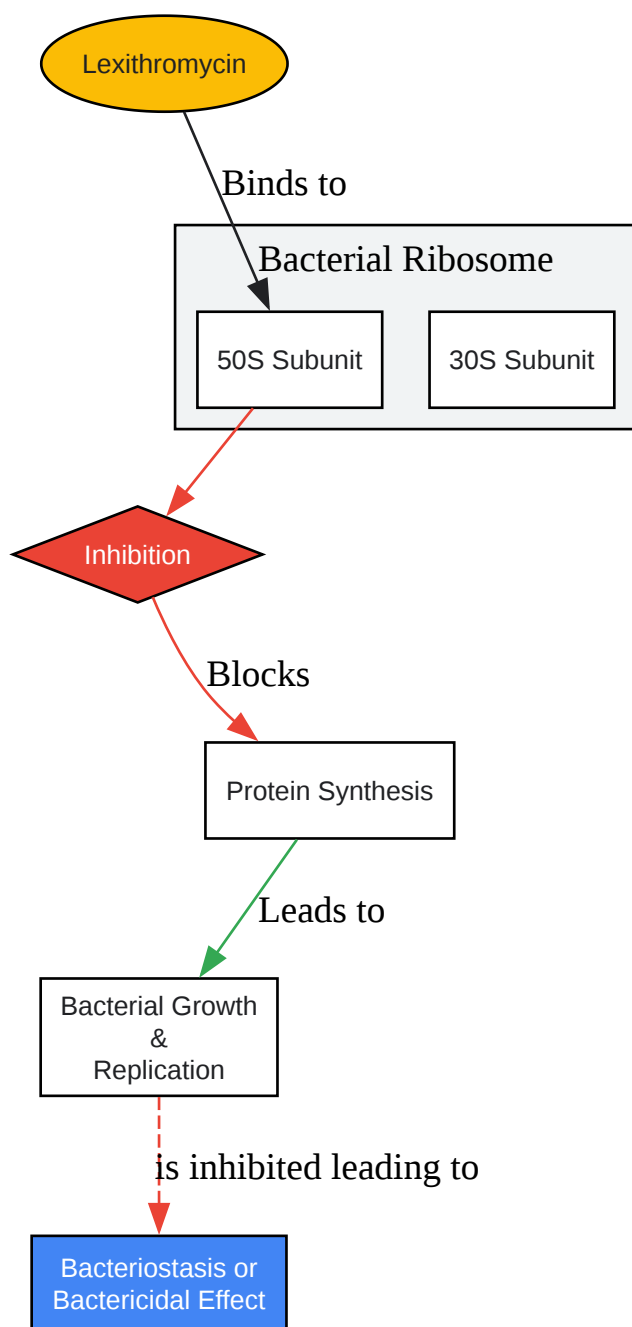 Lexithromycin
Binds to
Bacterial Ribosome
50S Subunit
30S Subunit
Inhibition
Blocks
Protein Synthesis
Leads to
Bacterial Growth
&
Replication
is inhibited leading to
Bacteriostasis or
Bactericidal Effect